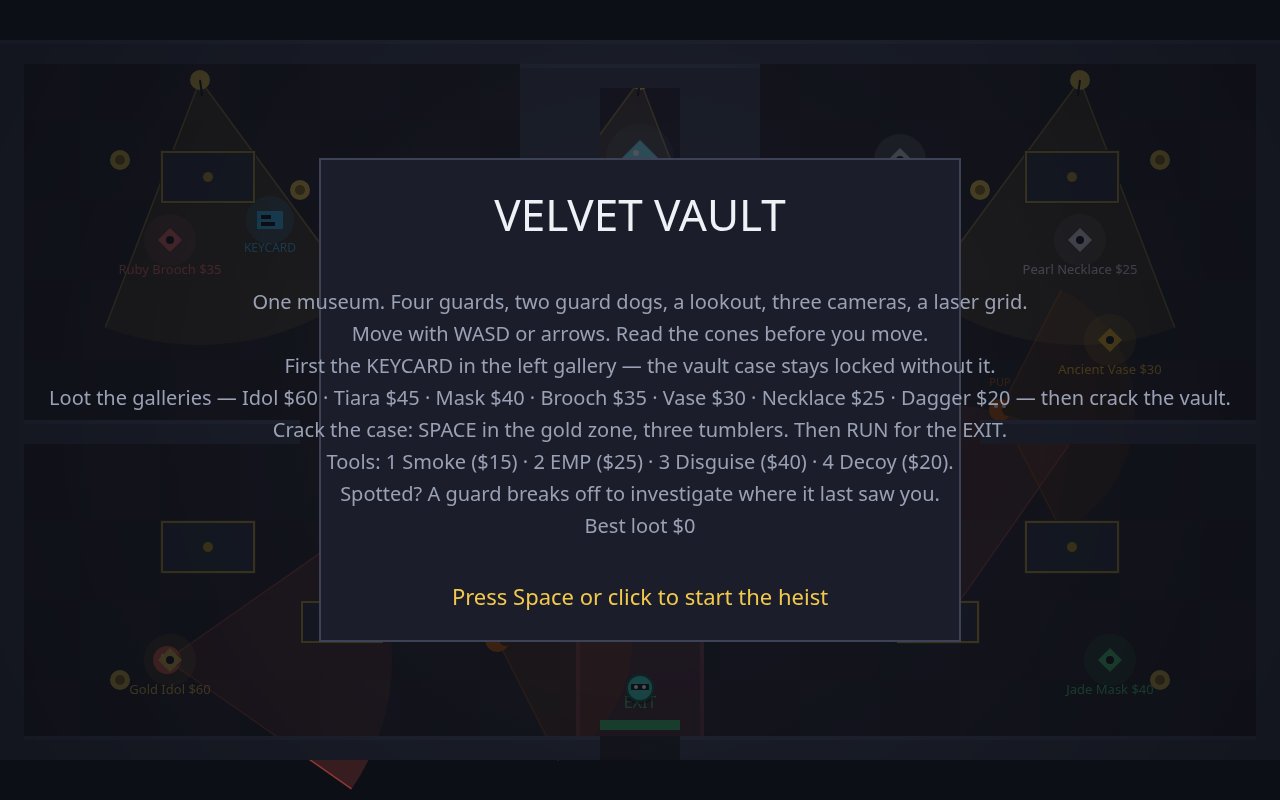 VELVET VAULT
KEYCARD
Ruby Brooch $35
Pearl Necklace $25
One museum. Four guards, two guard dogs, a lookout, three cameras, a laser grid.
Move with WASD or arrows. Read the cones before you move.
First the KEYCARD in the left gallery — the vault case stays locked without it.
Ancient Vase $30
PUP
Loot the galleries — Idol $60 · Tiara $45 · Mask $40 · Brooch $35 · Vase $30 · Necklace $25 · Dagger $20 — then crack the vault.
Crack the case: SPACE in the gold zone, three tumblers. Then RUN for the EXIT.
Tools: 1 Smoke ($15) · 2 EMP ($25) · 3 Disguise ($40) · 4 Decoy ($20).
Spotted? A guard breaks off to investigate where it last saw you.
Best loot $0
Press Space or click to start the heist
Gold Idol $60
EXIT
Jade Mask $40